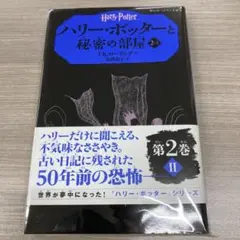 Harry Potter
ハリー・ポッターと
秘密の部屋 2-Ⅱ
J.K.ローリング
ハリーだけに聞こえる、
不気味なささやき。
古い日記に残された
50年前の恐怖―
第2巻
Ⅱ
世界が夢中になった！「ハリー・ポッター」シリーズ